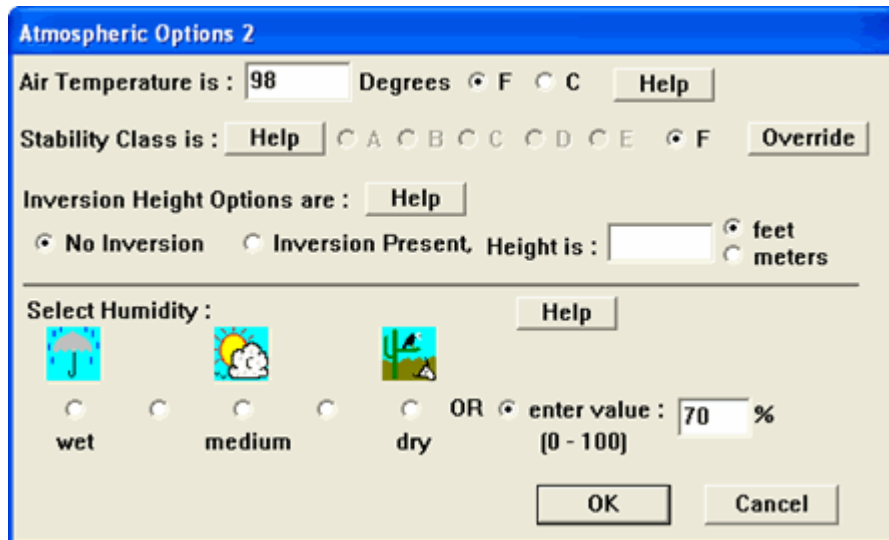 Atmospheric Options 2
Air Temperature is : 98 Degrees F C Help
Stability Class is : Help A B C D E F Override
Inversion Height Options are : Help
No Inversion Inversion Present, Height is : feet
meters
Select Humidity : Help
OR enter value : 70 %
wet medium dry (0 - 100)
OK Cancel